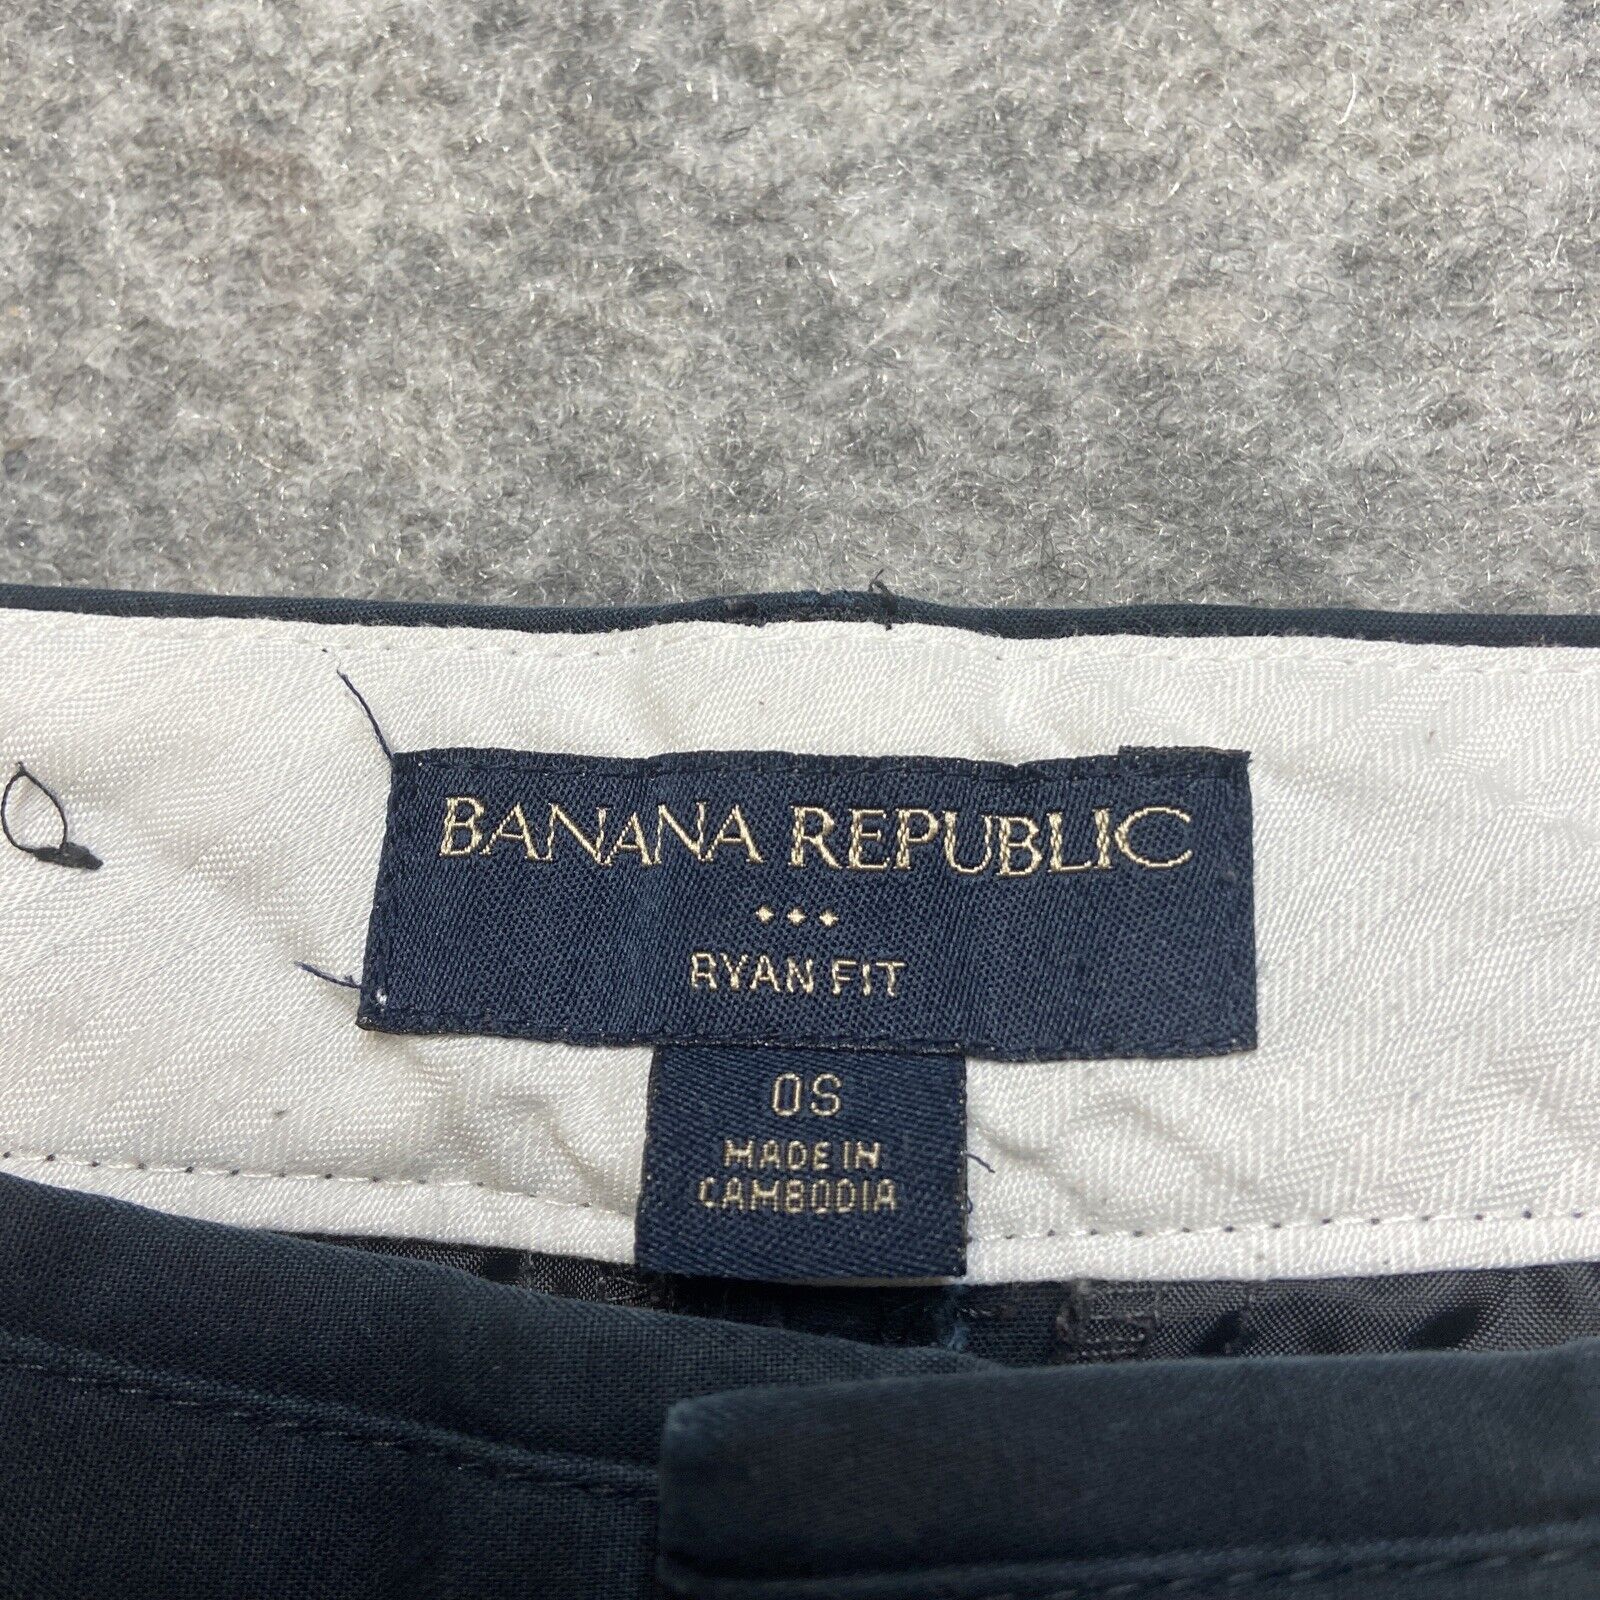 BANANA REPUBLIC
RYAN FIT
0S
MADE IN
CAMBODIA